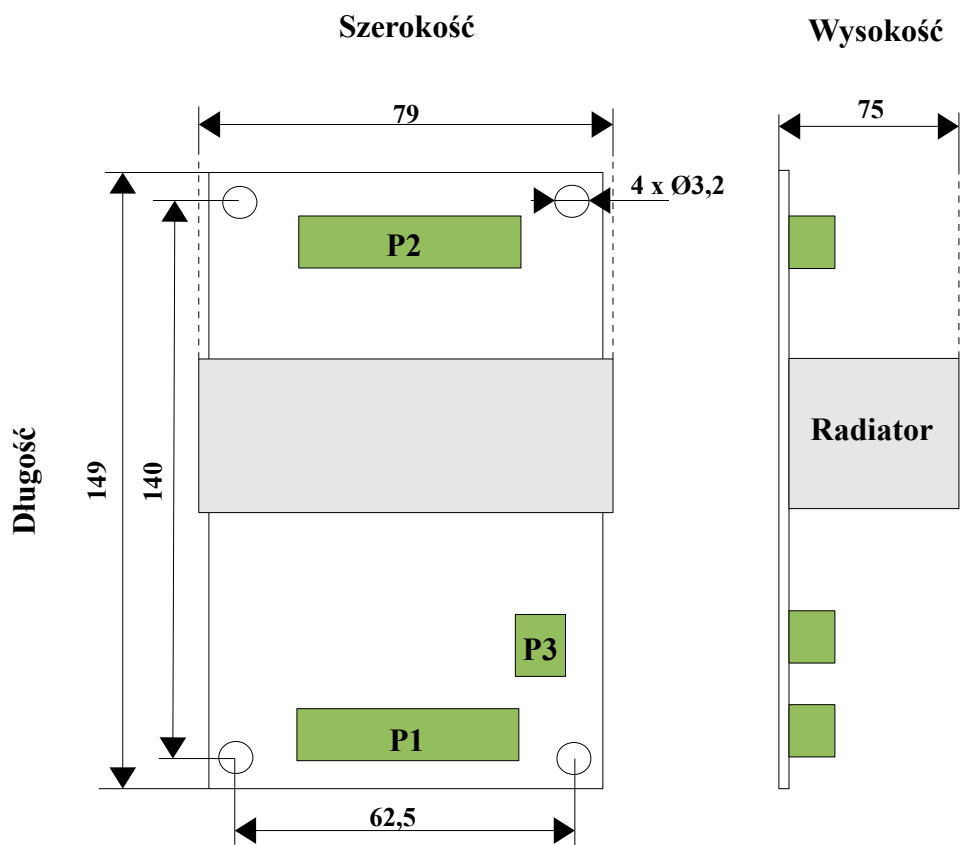 Szerokość
Wysokość
79
75
4 x Ø3,2
P2
Radiator
Długość
149
140
P3
P1
62,5